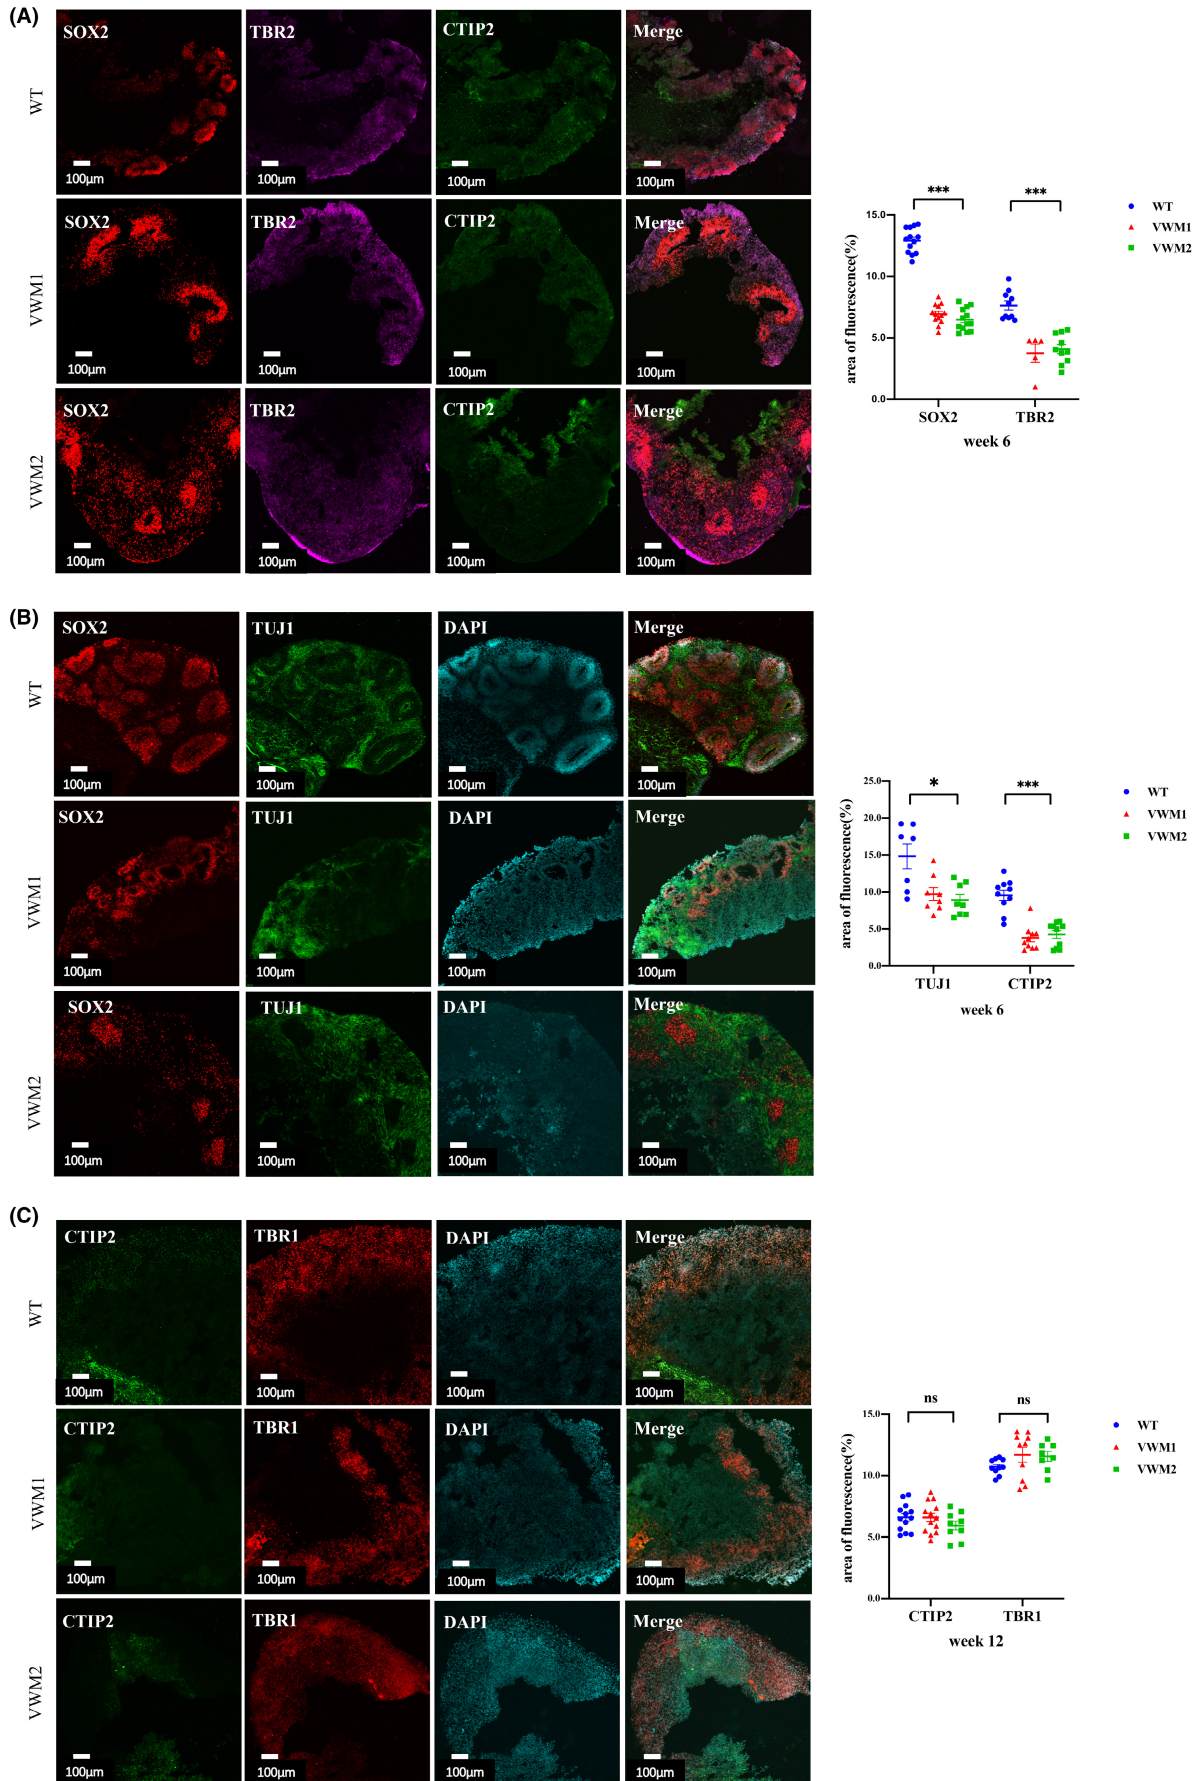 (A)
WT
SOX2
TBR2
CTIP2
Merge
100μm
100μm
100μm
100μm
VWM1
SOX2
TBR2
CTIP2
Merge
100μm
100μm
100μm
100μm
VWM2
SOX2
TBR2
CTIP2
Merge
100μm
100μm
100μm
100μm
area of fluorescence(%)
15.0
10.0
5.0
0.0
***
***
SOX2
TBR2
week 6
WT
VWM1
VWM2
(B)
WT
SOX2
TUJ1
DAPI
Merge
100μm
100μm
100μm
100μm
VWM1
SOX2
TUJ1
DAPI
Merge
100μm
100μm
100μm
100μm
VWM2
SOX2
TUJ1
DAPI
Merge
100μm
100μm
100μm
100μm
area of fluorescence(%)
25.0
20.0
15.0
10.0
5.0
0.0
*
***
TUJ1
CTIP2
week 6
WT
VWM1
VWM2
(C)
WT
CTIP2
TBR1
DAPI
Merge
100μm
100μm
100μm
100μm
VWM1
CTIP2
TBR1
DAPI
Merge
100μm
100μm
100μm
100μm
VWM2
CTIP2
TBR1
DAPI
Merge
100μm
100μm
100μm
100μm
area of fluorescence(%)
15.0
10.0
5.0
0.0
ns
ns
CTIP2
TBR1
week 12
WT
VWM1
VWM2